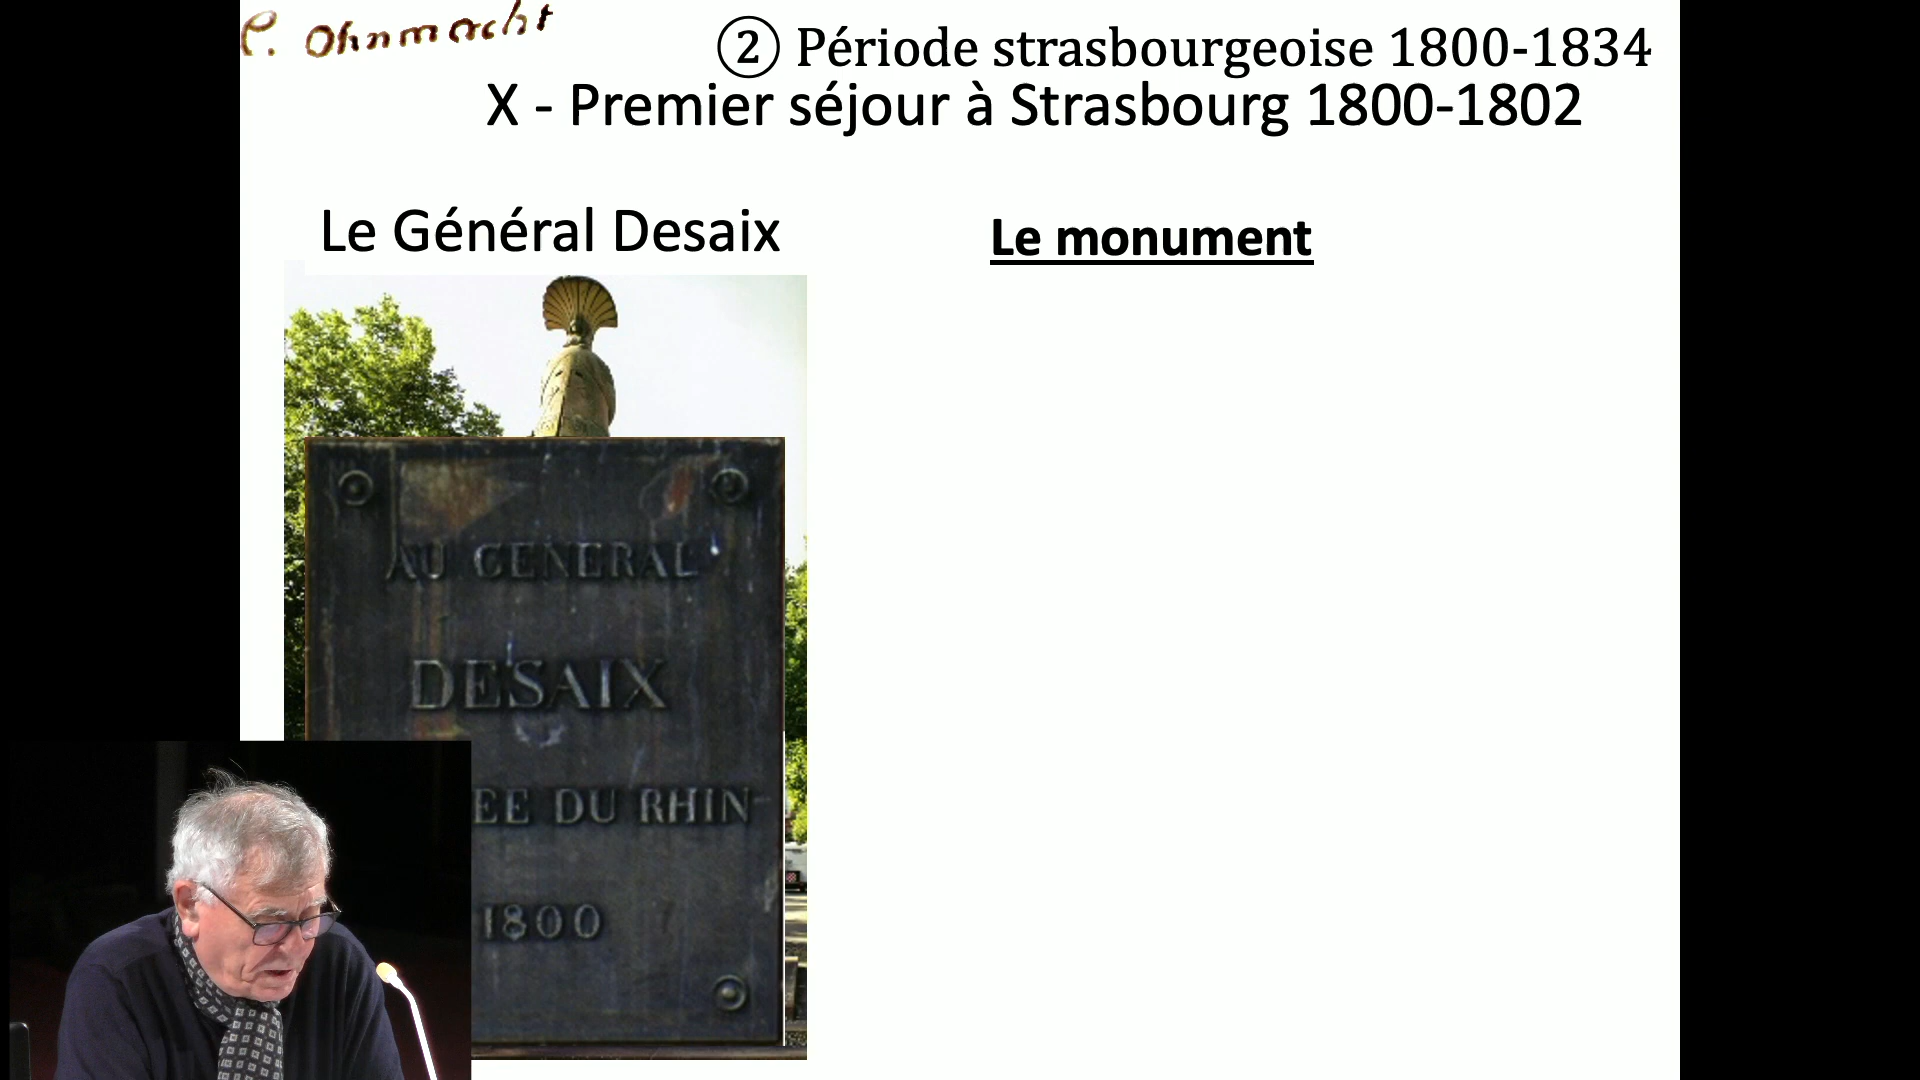 P. Ohnmacht
② Période strasbourgeoise 1800-1834
X - Premier séjour à Strasbourg 1800-1802
Le Général Desaix
Le monument
AU GENERAL
DESAIX
DU RHIN
1800